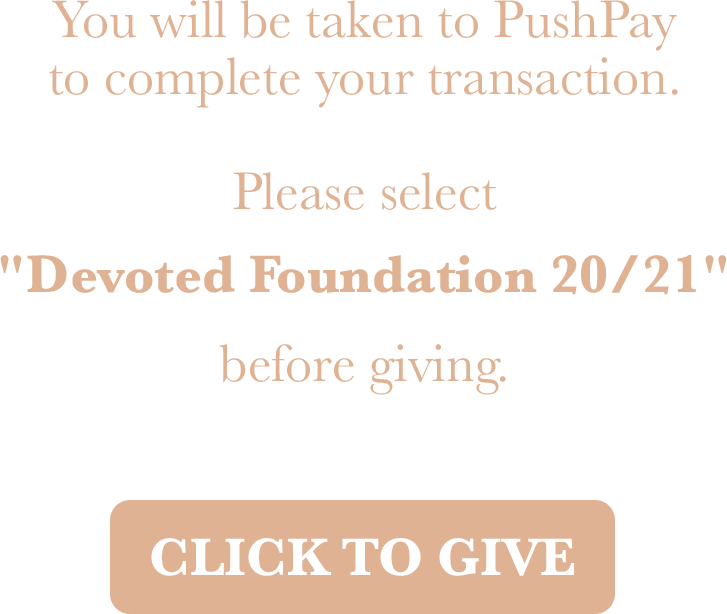 You will be taken to PushPay
to complete your transaction.
Please select
"Devoted Foundation 20/21"
before giving.
CLICK TO GIVE